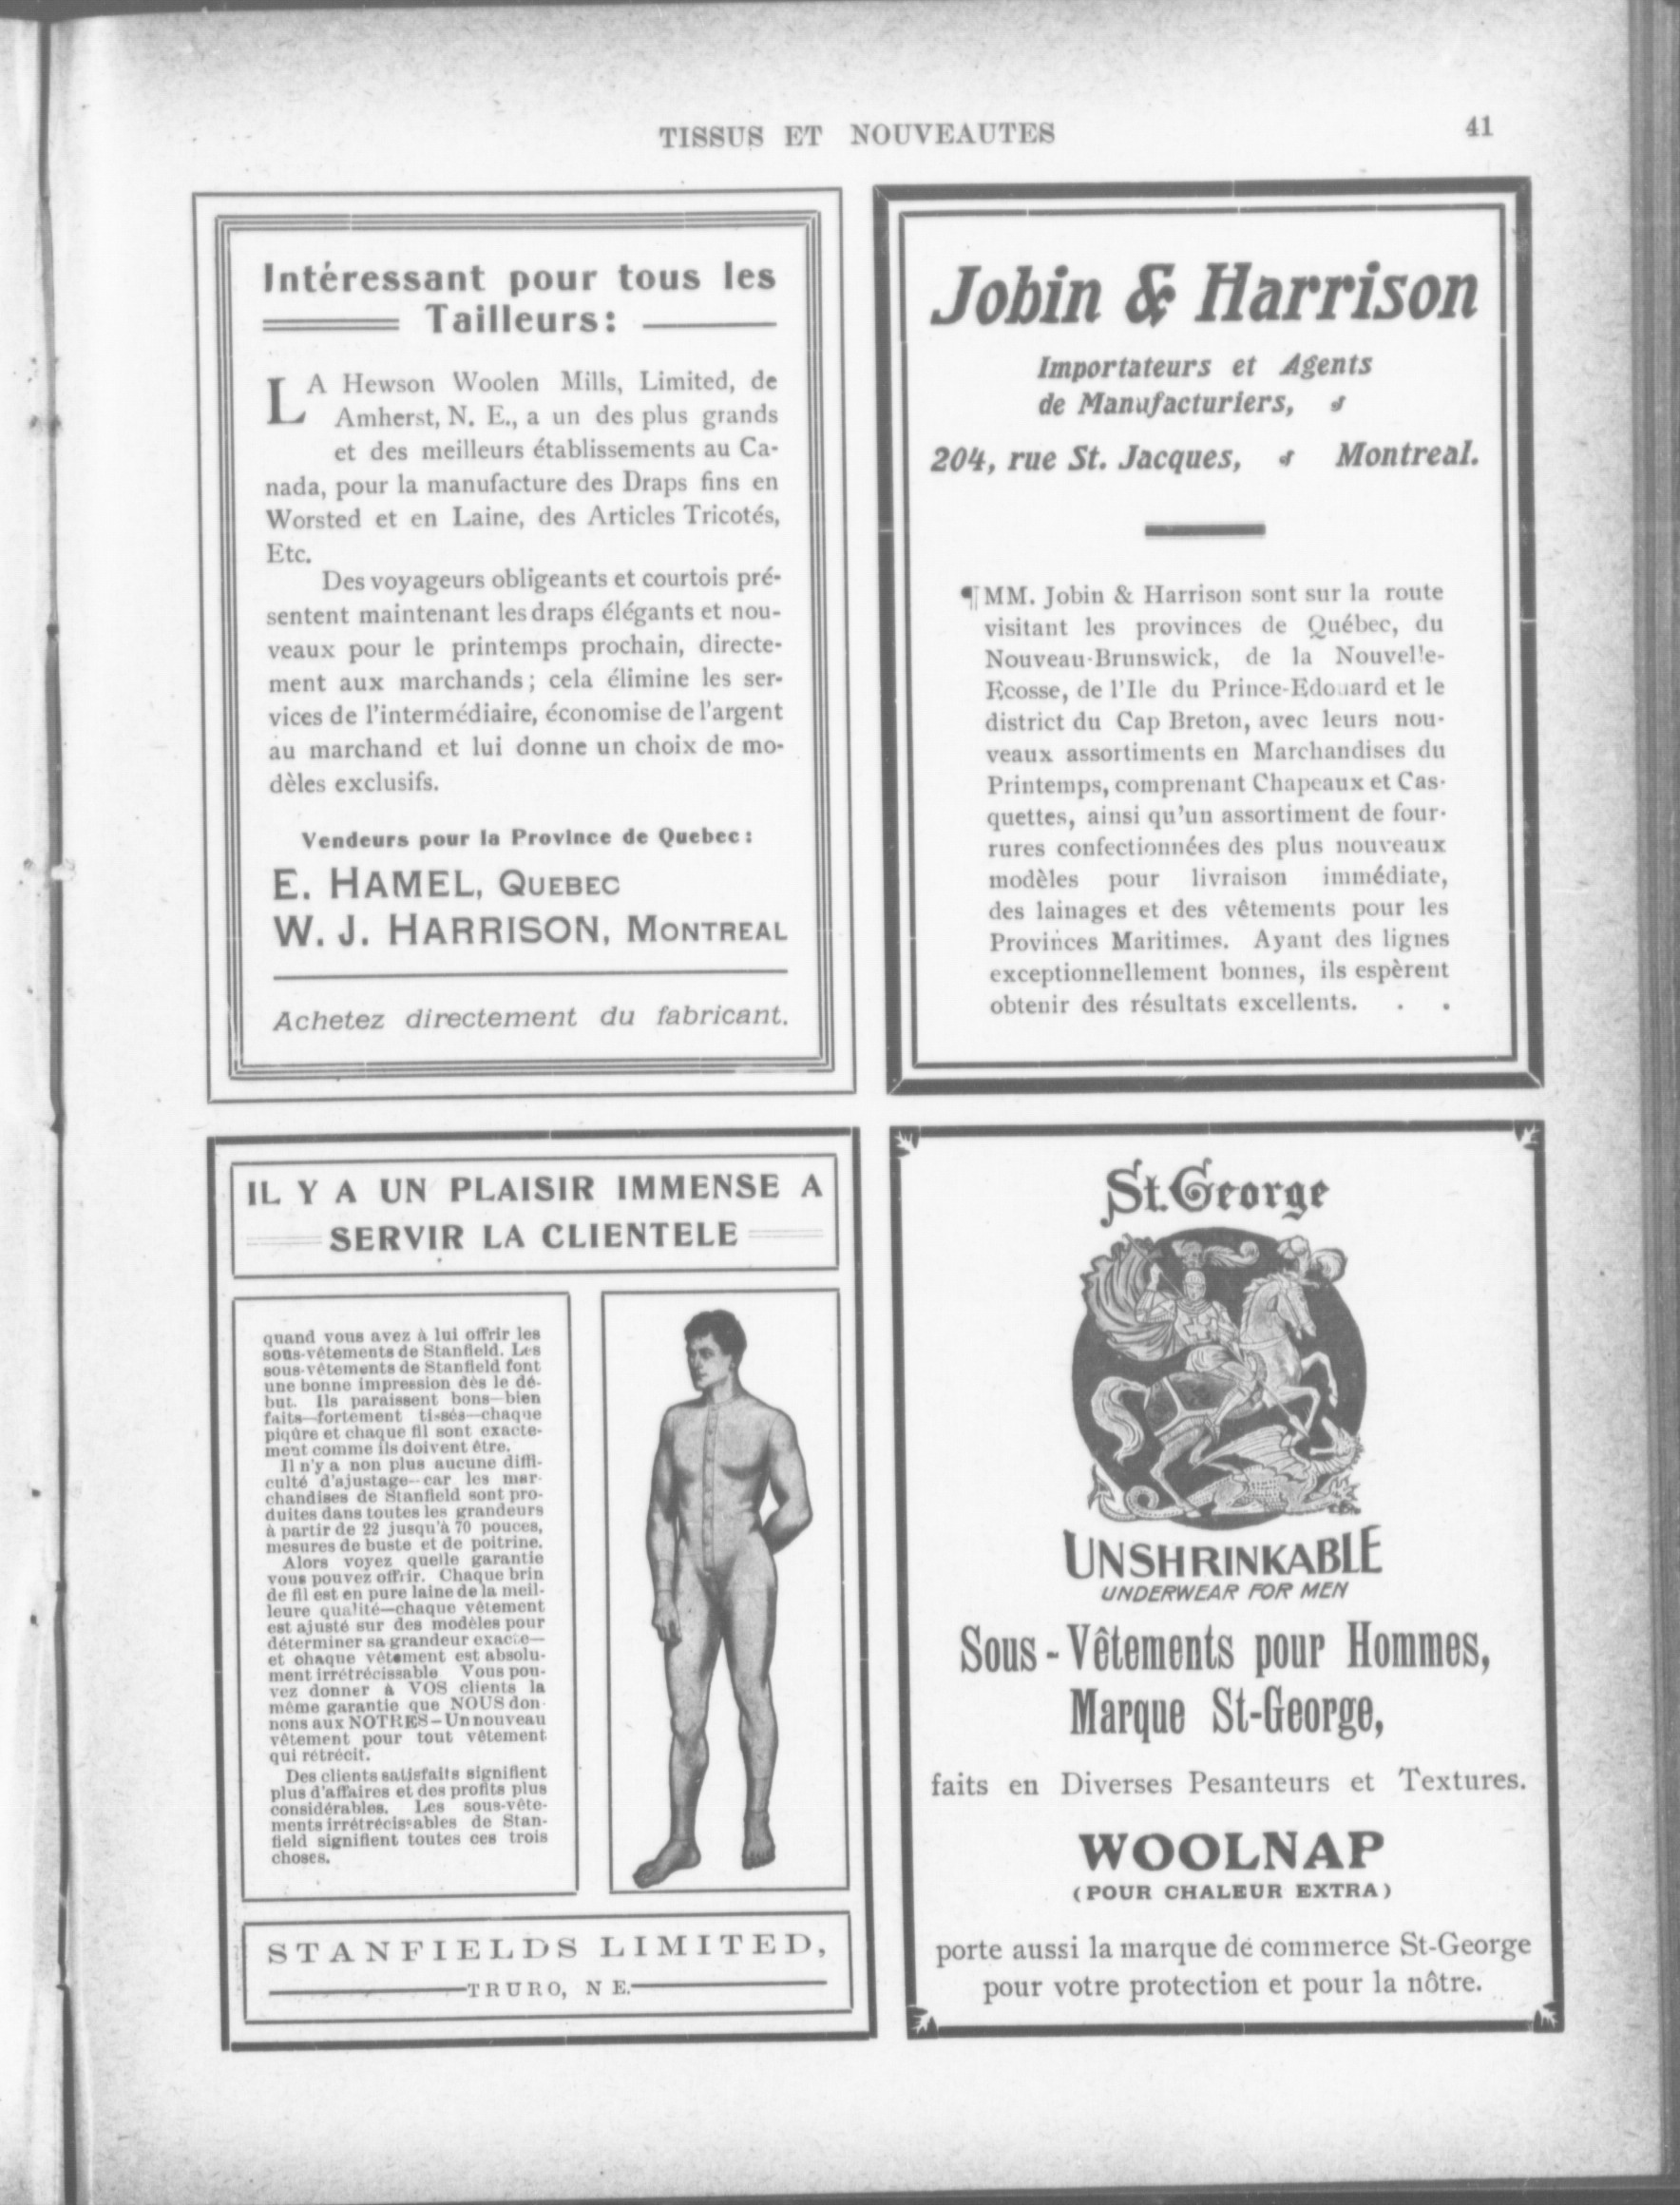 TISSUS ET NOUVEAUTES
41
Intéressant pour tous les
Tailleurs:
LA Hewson Woolen Mills, Limited, de
Amherst, N. E., a un des plus grands
et des meilleurs établissements au Ca-
nada, pour la manufacture des Draps fins en
Worsted et en Laine, des Articles Tricotés,
Etc.
Des voyageurs obligeants et courtois pré-
sentent maintenant les draps élégants et nou-
veaux pour le printemps prochain, directe-
ment aux marchands; cela élimine les ser-
vices de l'intermédiaire, économise de l'argent
au marchand et lui donne un choix de mo-
dèles exclusifs.
Vendeurs pour la Province de Quebec:
E. HAMEL, QUEBEC
W. J. HARRISON, MONTREAL
Achetez directement du fabricant.
Jobin & Harrison
Importateurs et Agents
de Manufacturiers,
204, rue St. Jacques, Montreal.
¶ MM. Jobin & Harrison sont sur la route
visitant les provinces de Québec, du
Nouveau-Brunswick, de la Nouvelle-
Ecosse, de l'Ile du Prince-Edouard et le
district du Cap Breton, avec leurs nou-
veaux assortiments en Marchandises du
Printemps, comprenant Chapeaux et Cas-
quettes, ainsi qu'un assortiment de four-
rures confectionnées des plus nouveaux
modèles pour livraison immédiate,
des lainages et des vêtements pour les
Provinces Maritimes. Ayant des lignes
exceptionnellement bonnes, ils espèrent
obtenir des résultats excellents. . .
IL Y A UN PLAISIR IMMENSE A
SERVIR LA CLIENTELE
quand vous avez à lui offrir les
sous-vêtements de Stanfield. Les
sous-vêtements de Stanfield font
une bonne impression dès le dé-
but. Ils paraissent bons—bien
faits—fortement tissés—chaque
piqûre et chaque fil sont exacte-
ment comme ils doivent être.
Il n'y a non plus aucune diffi-
culté d'ajustage—car les mar-
chandises de Stanfield sont pro-
duites dans toutes les grandeurs
à partir de 22 jusqu'à 70 pouces,
mesures de buste et de poitrine.
Alors voyez quelle garantie
vous pouvez offrir. Chaque brin
de fil est en pure laine de la meil-
leure qualité—chaque vêtement
est ajusté sur des modèles pour
déterminer sa grandeur exacte—
et chaque vêtement est absolu-
ment irrétrécissable Vous pou-
vez donner à VOS clients la
même garantie que NOUS don-
nons aux NOTRES—Un nouveau
vêtement pour tout vêtement
qui rétrécit.
Des clients satisfaits signifient
plus d'affaires et des profits plus
considérables. Les sous-vête-
ments irrétrécissables de Stan-
field signifient toutes ces trois
choses.
STANFIELDS LIMITED,
TRURO, N E.
St. George
UNSHRINKABLE
UNDERWEAR FOR MEN
Sous-Vêtements pour Hommes,
Marque St-George,
faits en Diverses Pesanteurs et Textures.
WOOLNAP
(POUR CHALEUR EXTRA)
porte aussi la marque de commerce St-George
pour votre protection et pour la nôtre.